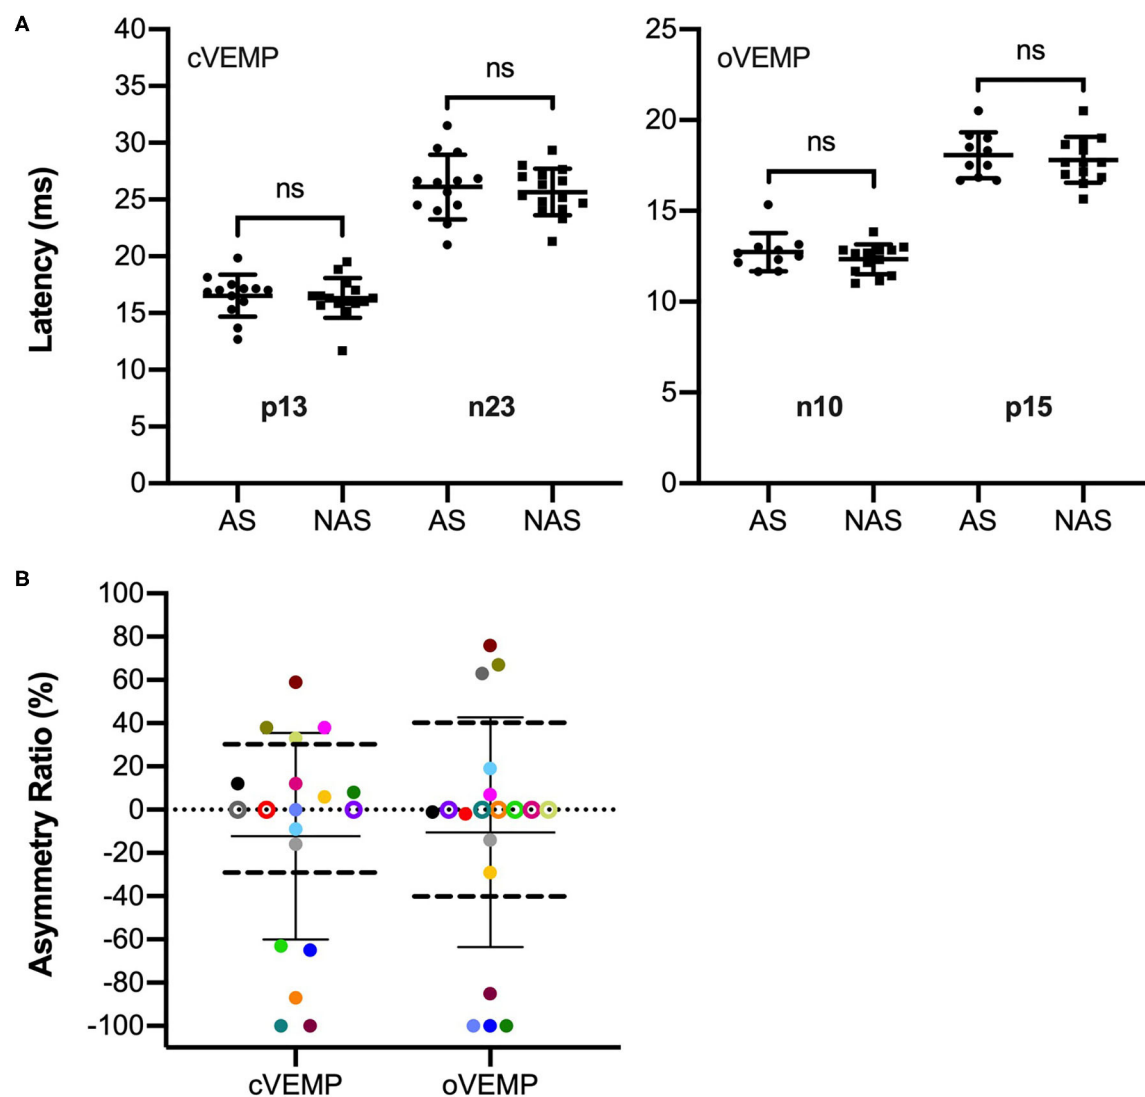 A
Latency (ms)
40
35
30
25
20
15
10
5
0
cVEMP
ns
ns
p13
n23
AS
NAS
AS
NAS
25
20
15
10
5
0
oVEMP
ns
ns
n10
p15
AS
NAS
AS
NAS
B
Asymmetry Ratio (%)
100
80
60
40
20
0
-20
-40
-60
-80
-100
cVEMP
oVEMP